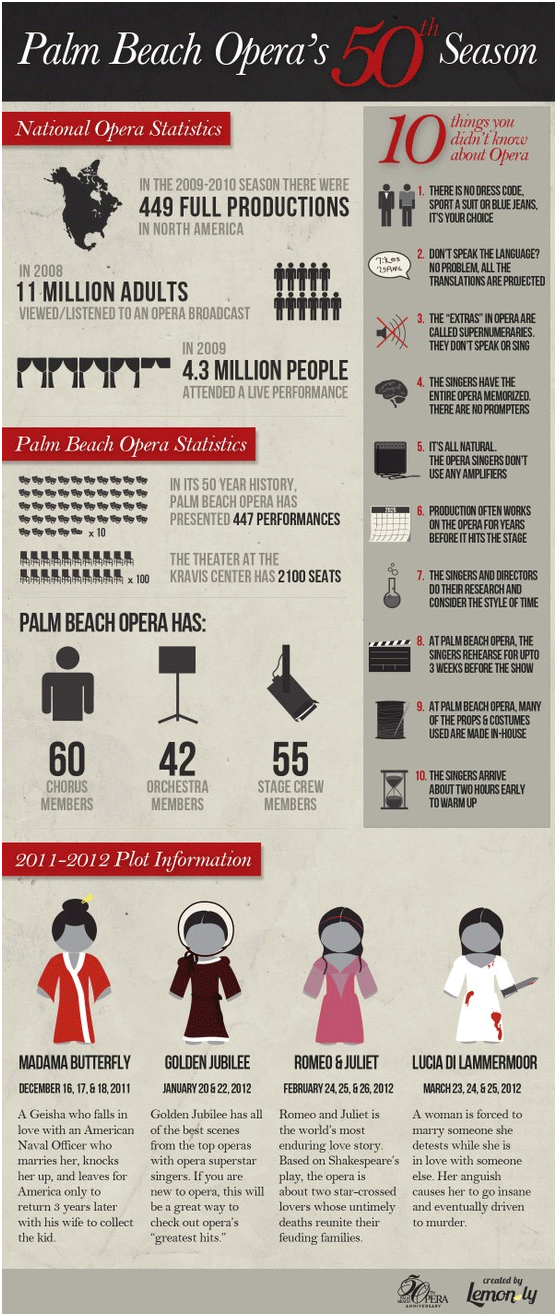 Palm Beach Opera's 50th Season
National Opera Statistics
IN THE 2009-2010 SEASON THERE WERE
449 FULL PRODUCTIONS
IN NORTH AMERICA
IN 2008
11 MILLION ADULTS
VIEWED/LISTENED TO AN OPERA BROADCAST
IN 2009
4.3 MILLION PEOPLE
ATTENDED A LIVE PERFORMANCE
Palm Beach Opera Statistics
x 10
IN ITS 50 YEAR HISTORY,
PALM BEACH OPERA HAS
PRESENTED 447 PERFORMANCES
x 100
THE THEATER AT THE
KRAVIS CENTER HAS 2100 SEATS
PALM BEACH OPERA HAS:
60
CHORUS
MEMBERS
42
ORCHESTRA
MEMBERS
55
STAGE CREW
MEMBERS
10 things you
didn't know
about Opera
1. THERE IS NO DRESS CODE,
SPORT A SUIT OR BLUE JEANS,
IT'S YOUR CHOICE
2. DON'T SPEAK THE LANGUAGE?
NO PROBLEM, ALL THE
TRANSLATIONS ARE PROJECTED
3. THE "EXTRAS" IN OPERA ARE
CALLED SUPERNUMERARIES.
THEY DON'T SPEAK OR SING
4. THE SINGERS HAVE THE
ENTIRE OPERA MEMORIZED.
THERE ARE NO PROMPTERS
5. IT'S ALL NATURAL.
THE OPERA SINGERS DON'T
USE ANY AMPLIFIERS
2025
6. PRODUCTION OFTEN WORKS
ON THE OPERA FOR YEARS
BEFORE IT HITS THE STAGE
7. THE SINGERS AND DIRECTORS
DO THEIR RESEARCH AND
CONSIDER THE STYLE OF TIME
8. AT PALM BEACH OPERA, THE
SINGERS REHEARSE FOR UPTO
3 WEEKS BEFORE THE SHOW
9. AT PALM BEACH OPERA, MANY
OF THE PROPS & COSTUMES
USED ARE MADE IN-HOUSE
10. THE SINGERS ARRIVE
ABOUT TWO HOURS EARLY
TO WARM UP
2011-2012 Plot Information
MADAMA BUTTERFLY
DECEMBER 16, 17, & 18, 2011
A Geisha who falls in
love with an American
Naval Officer who
marries her, knocks
her up, and leaves for
America only to
return 3 years later
with his wife to collect
the kid.
GOLDEN JUBILEE
JANUARY 20 & 22, 2012
Golden Jubilee has all
of the best scenes
from the top operas
with opera superstar
singers. If you are
new to opera, this will
be a great way to
check out opera's
"greatest hits."
ROMEO & JULIET
FEBRUARY 24, 25, & 26, 2012
Romeo and Juliet is
the world's most
enduring love story.
Based on Shakespeare's
play, the opera is
about two star-crossed
lovers whose untimely
deaths reunite their
feuding families.
LUCIA DI LAMMERMOOR
MARCH 23, 24, & 25, 2012
A woman is forced to
marry someone she
detests while she is
in love with someone
else. Her anguish
causes her to go insane
and eventually driven
to murder.
50 OPERA
ANNIVERSARY
created by
Lemon.ly